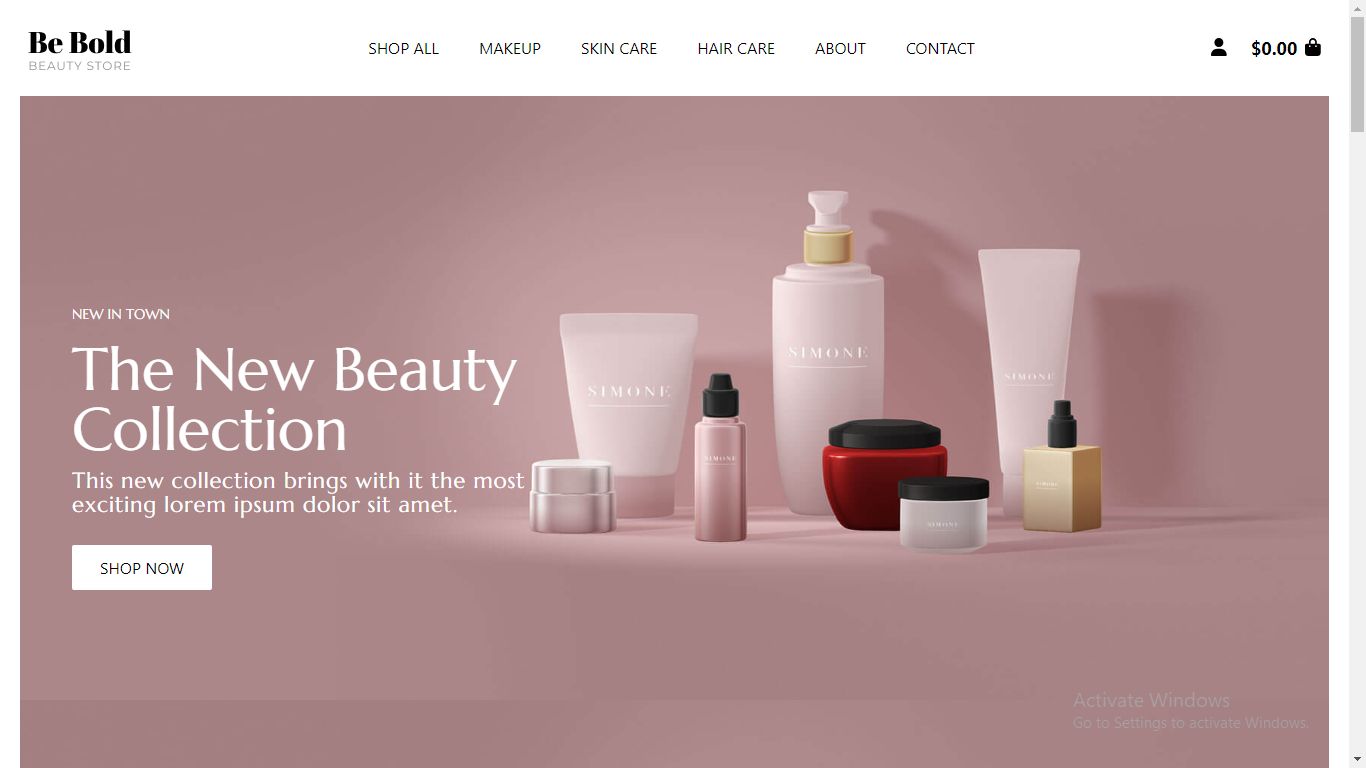 Be Bold
BEAUTY STORE
SHOP ALL MAKEUP SKIN CARE HAIR CARE ABOUT CONTACT
$0.00
NEW IN TOWN
The New Beauty
Collection
This new collection brings with it the most
exciting lorem ipsum dolor sit amet.
SHOP NOW
SIMONE
SIMONE
SIMONE
SIMONE
SIMONE
SIMONE
Activate Windows
Go to Settings to activate Windows.